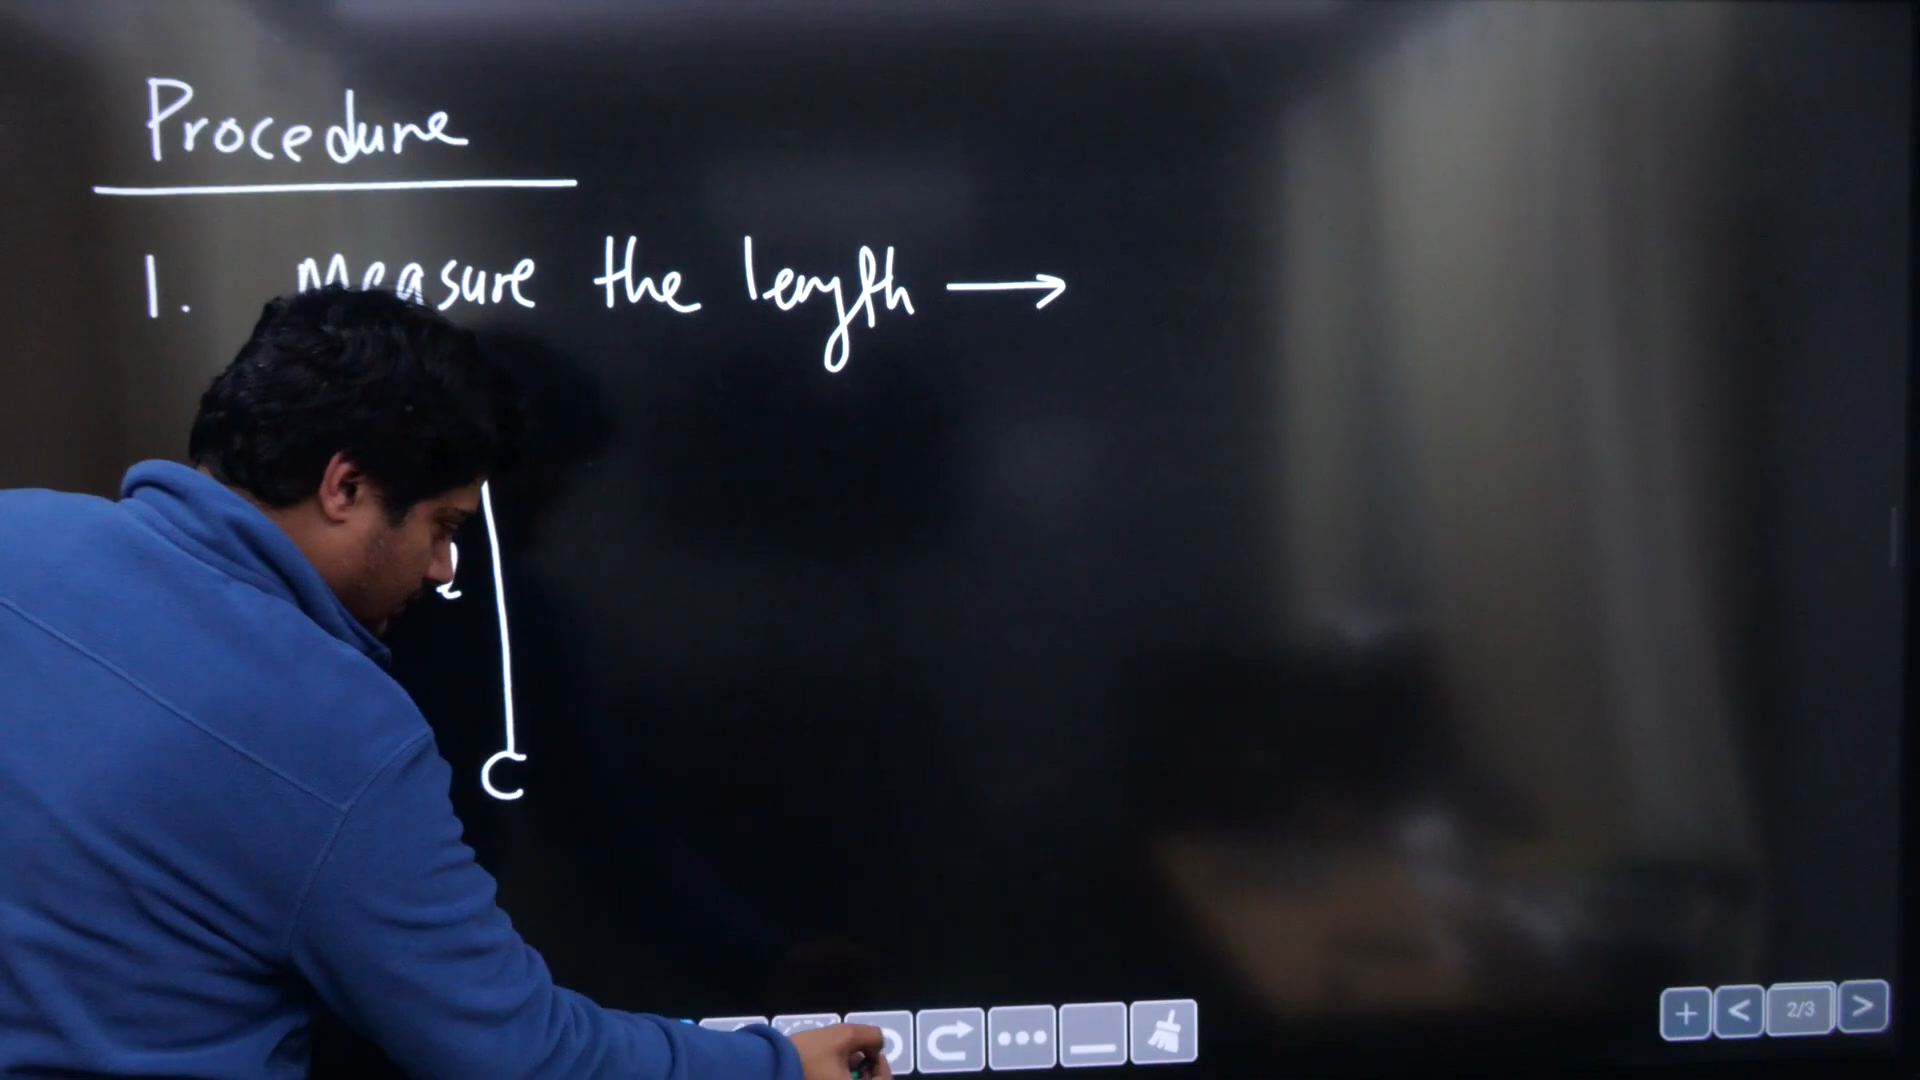 Procedure
1. Measure the length →
C
2/3